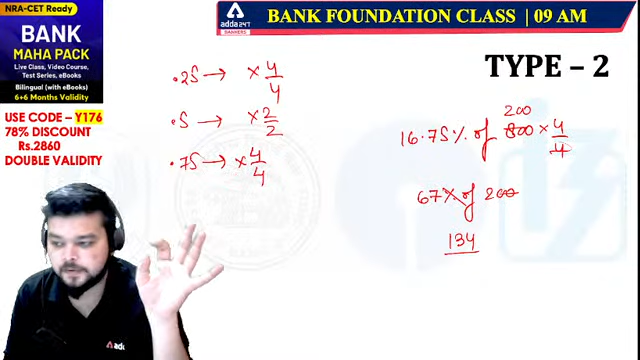 NRA-CET Ready
BANK
MAHA PACK
Live Class, Video Course,
Test Series, eBooks
Bilingual (with eBooks)
6+6 Months Validity
USE CODE – Y176
78% DISCOUNT
Rs.2860
DOUBLE VALIDITY
adda247
BANKERS
BANK FOUNDATION CLASS | 09 AM
TYPE – 2
.25 → × 4/4
.5 → × 2/2
.75 → × 4/4
200
16.75% of 800 × 4/4
67% of 200
134
adda